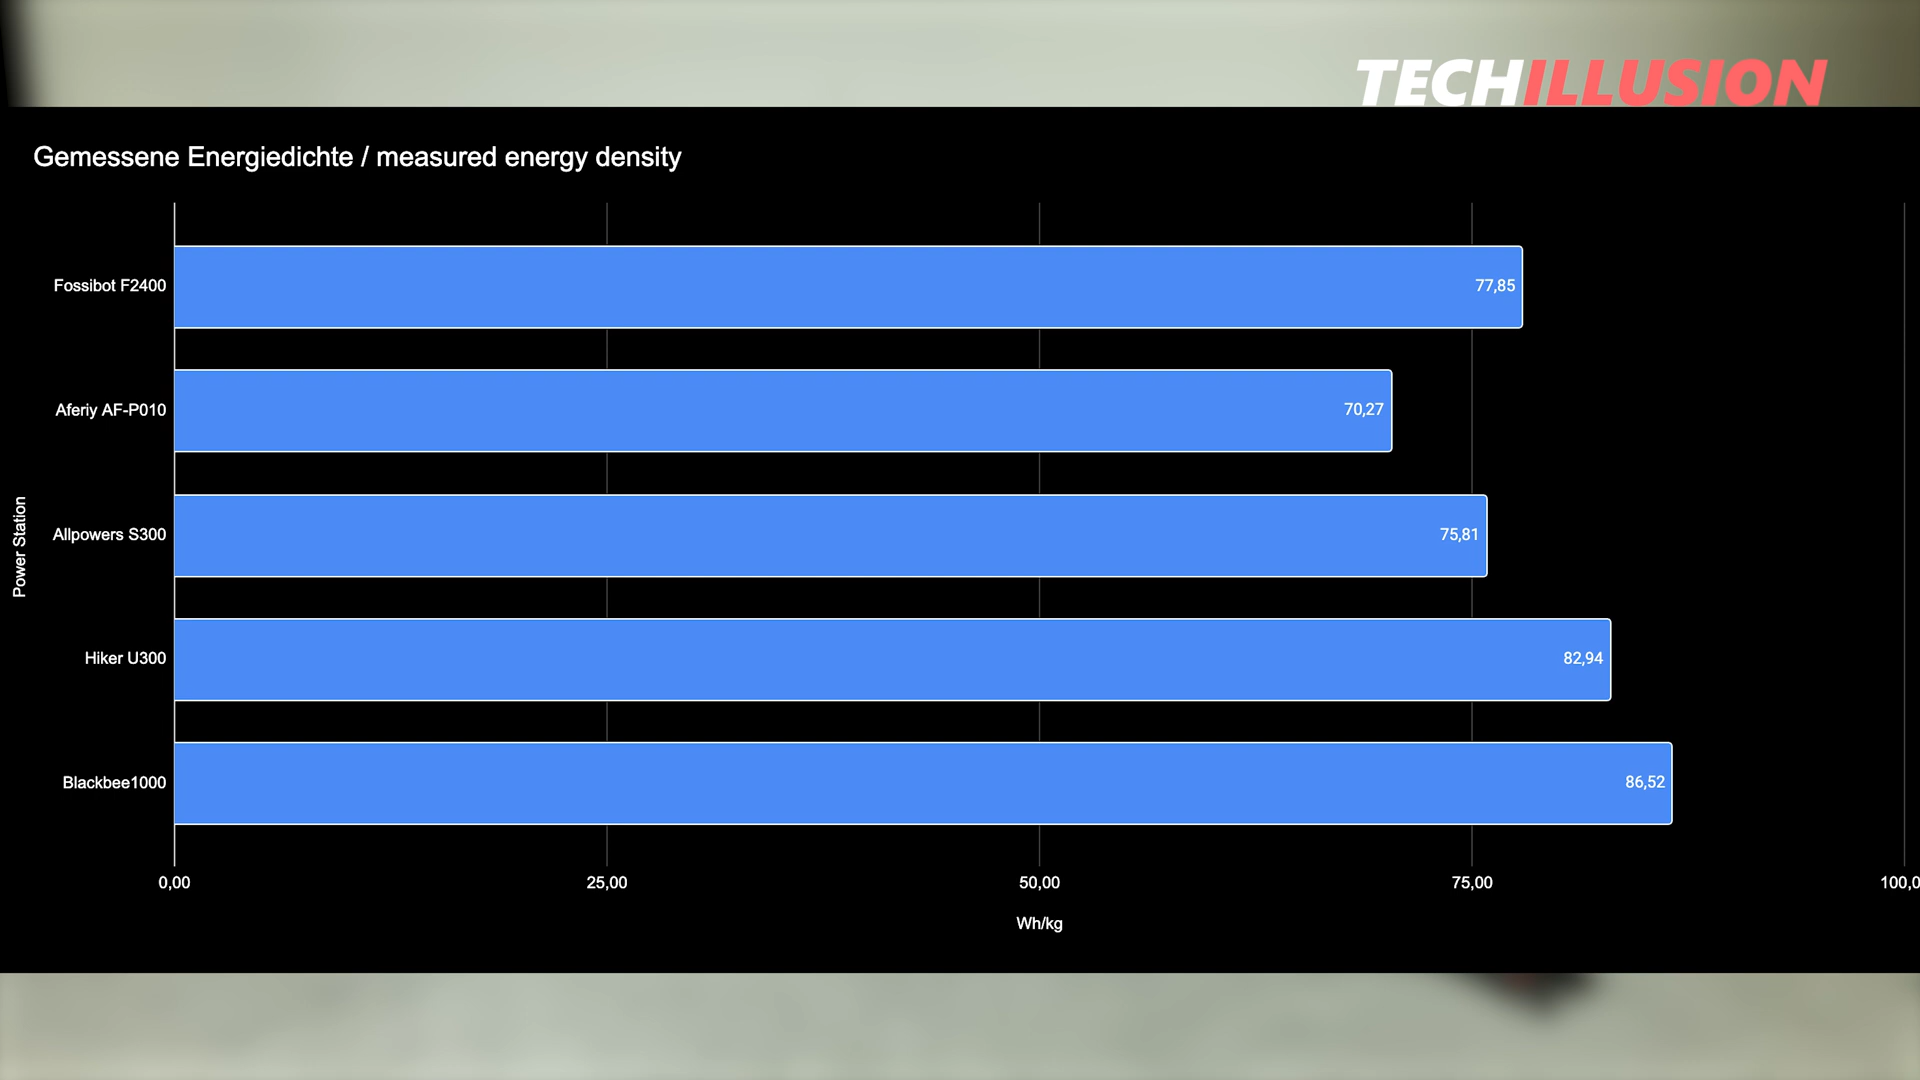 TECHILLUSION
Gemessene Energiedichte / measured energy density
Power Station
Fossibot F2400
77,85
Aferiy AF-P010
70,27
Allpowers S300
75,81
Hiker U300
82,94
Blackbee1000
86,52
0,00
25,00
50,00
75,00
100,0
Wh/kg